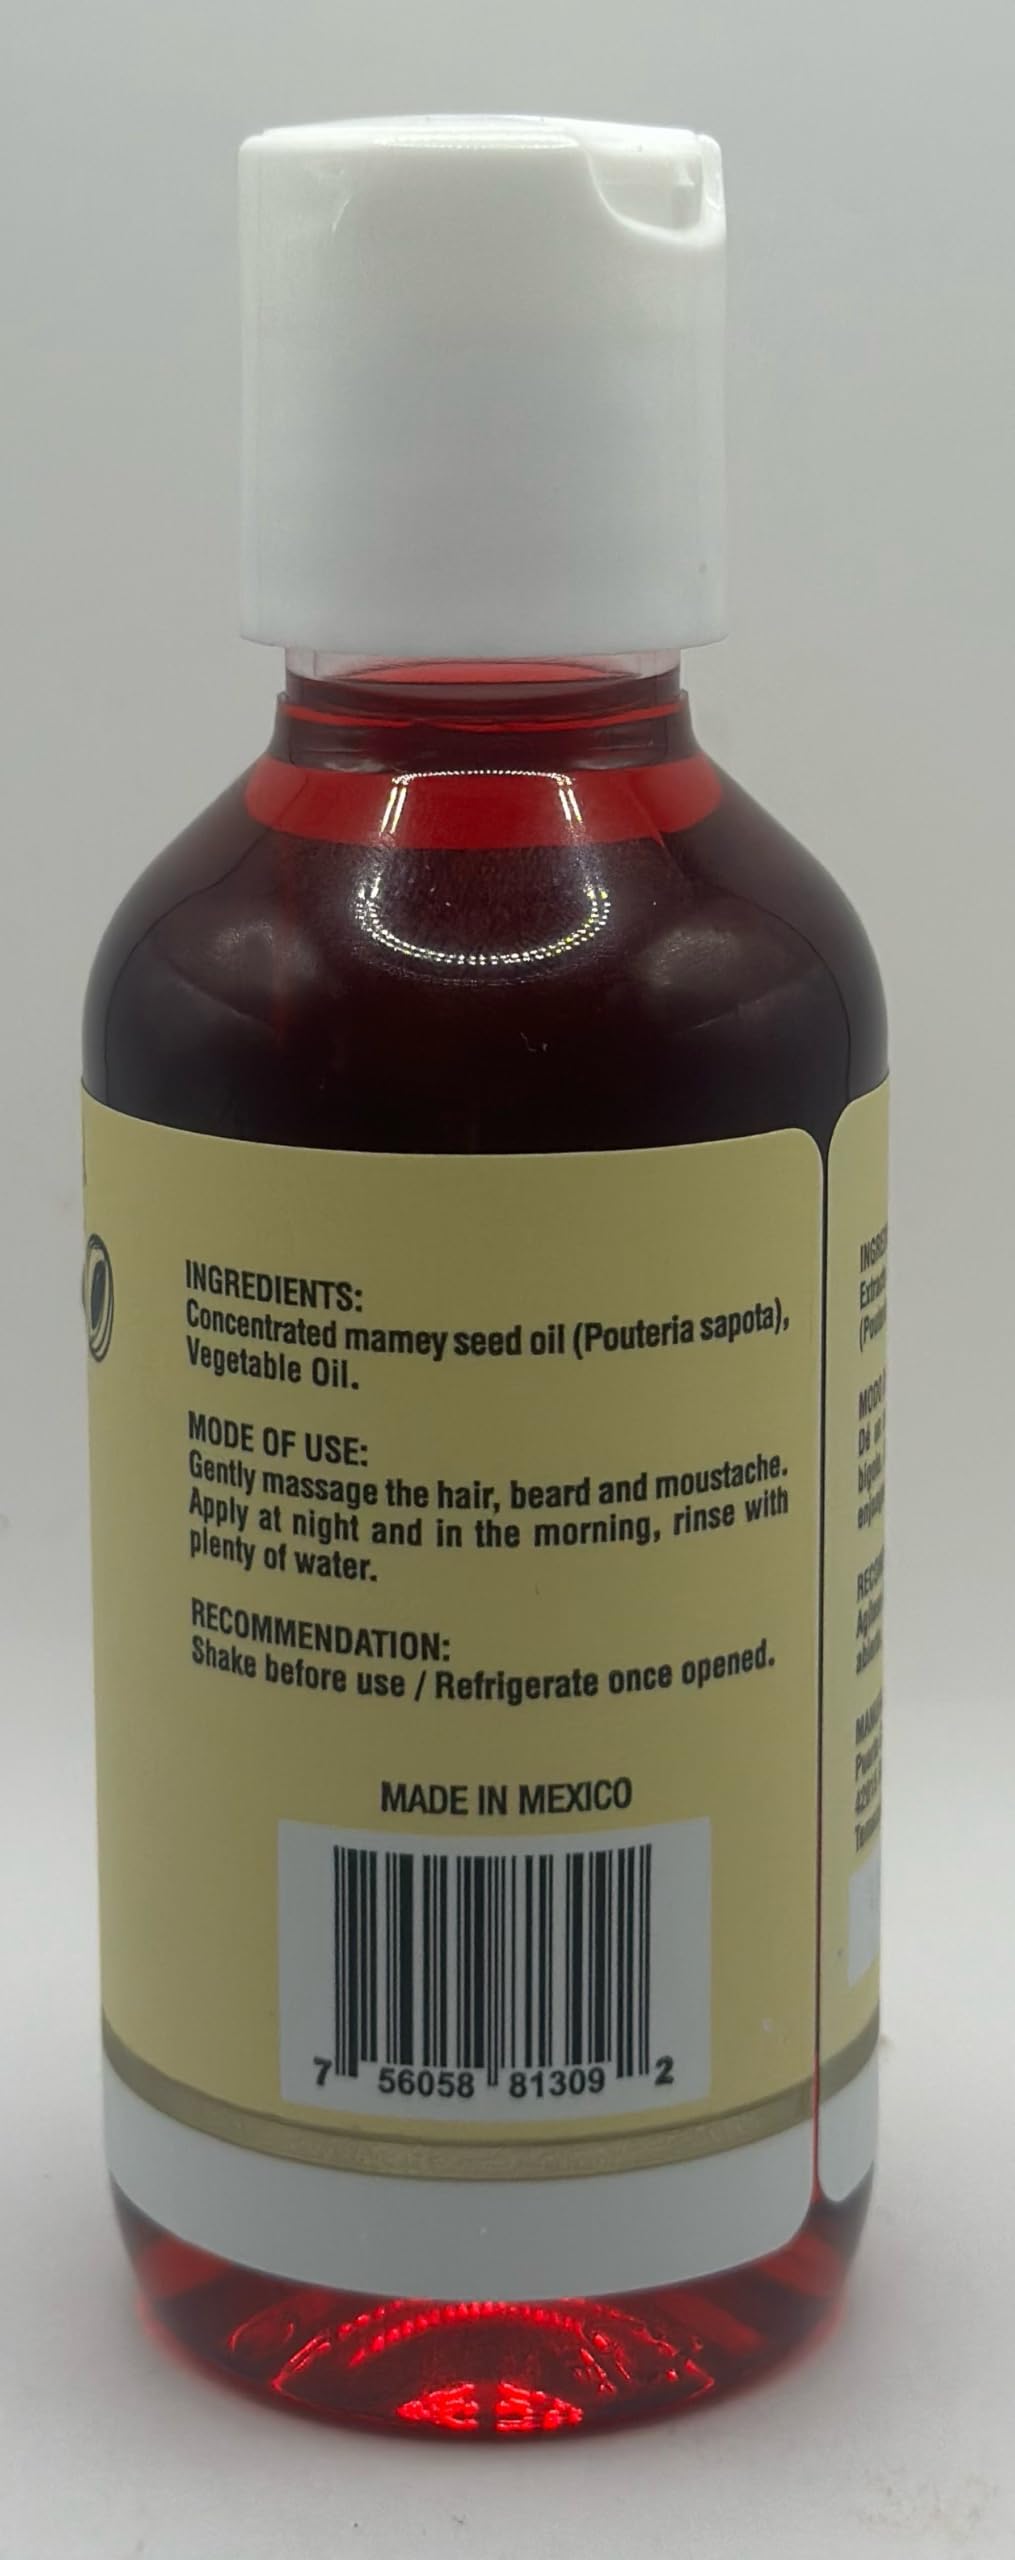 INGREDIENTS:
Concentrated mamey seed oil (Pouteria sapota),
Vegetable Oil.
MODE OF USE:
Gently massage the hair, beard and moustache.
Apply at night and in the morning, rinse with
plenty of water.
RECOMMENDATION:
Shake before use / Refrigerate once opened.
MADE IN MEXICO
7 56058 81309 2